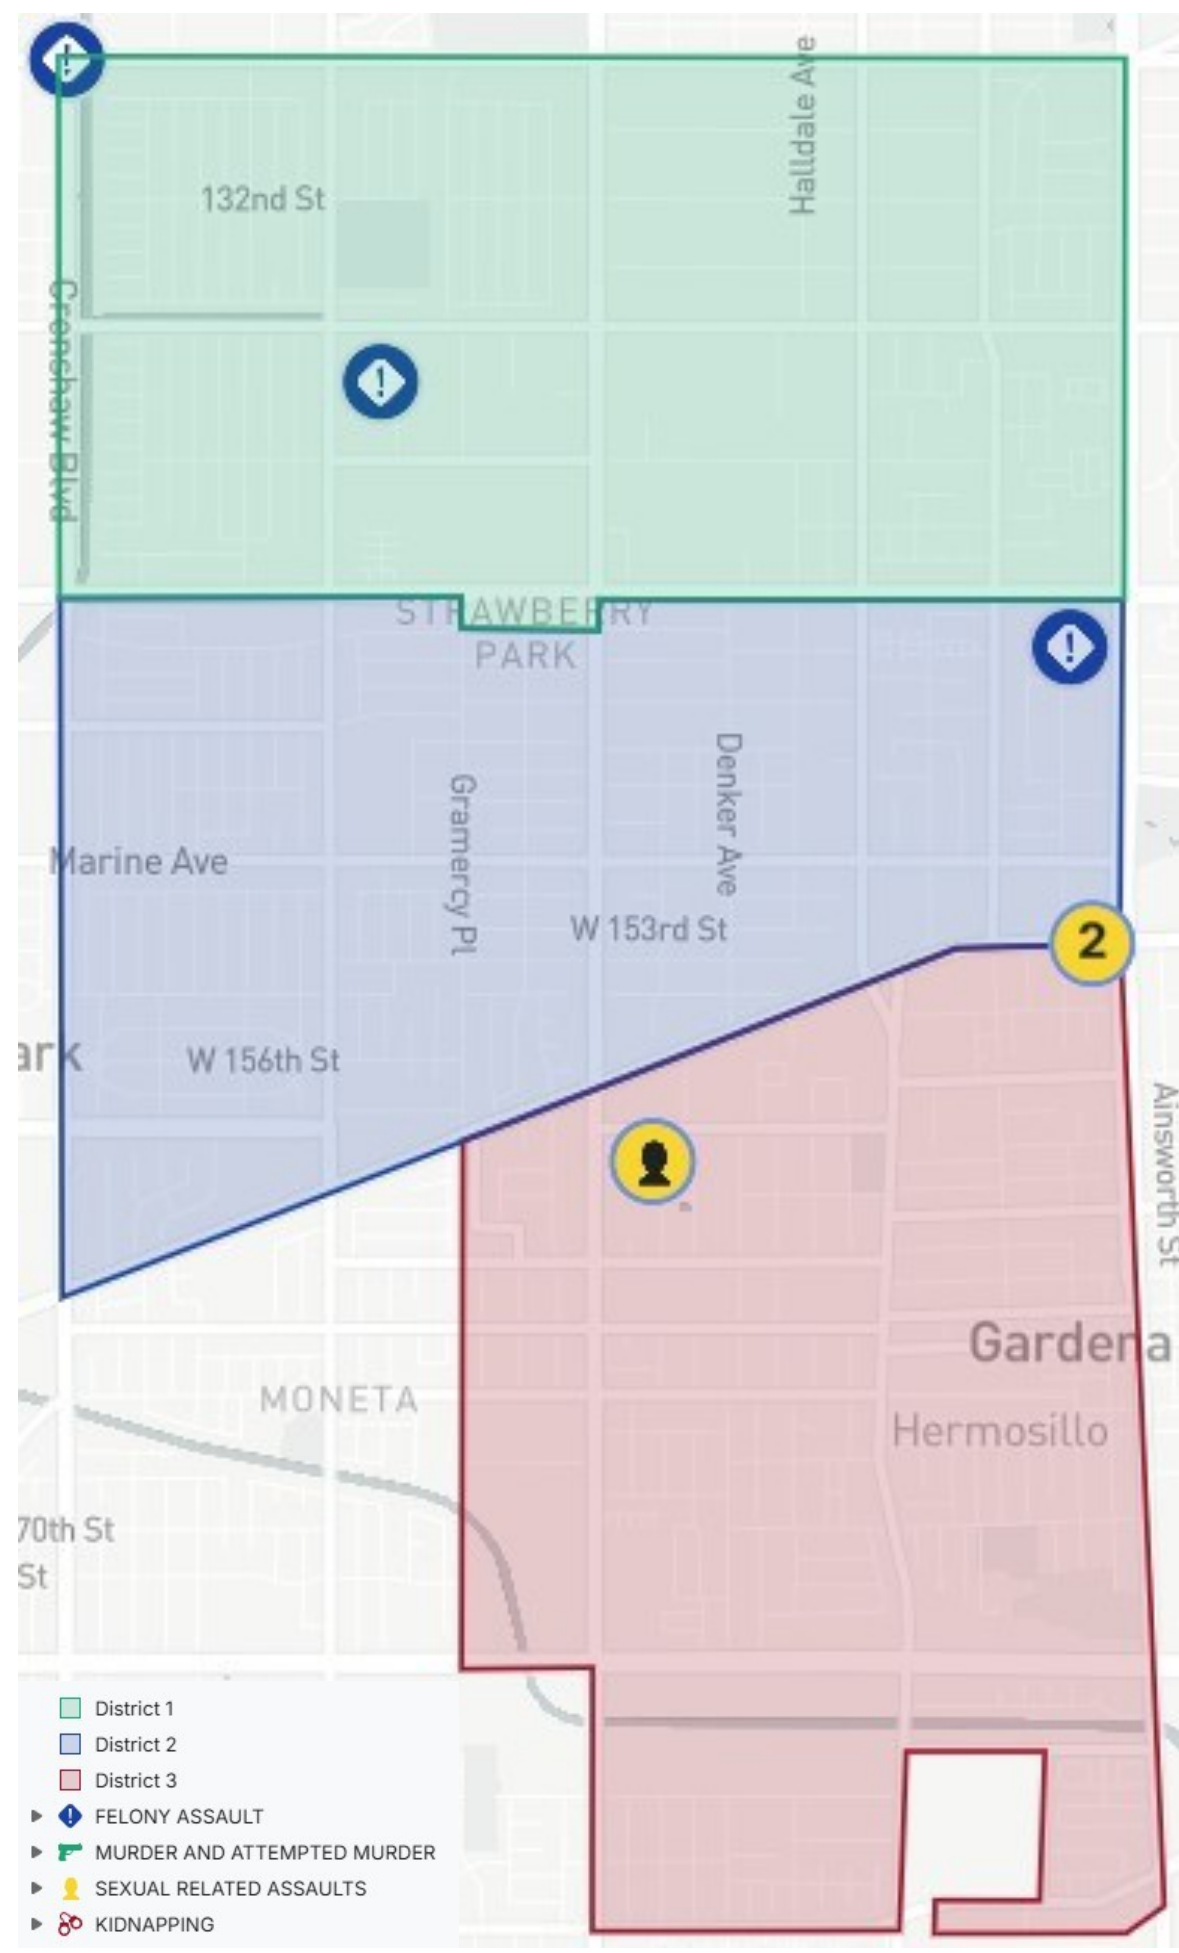 Halldale Ave
132nd St
Crenshaw Blvd
STRAWBERRY
PARK
Denker Ave
Gramercy Pl
Marine Ave
W 153rd St
2
ark
W 156th St
Ainsworth St
Gardena
MONETA
Hermosillo
70th St
St
District 1
District 2
District 3
FELONY ASSAULT
MURDER AND ATTEMPTED MURDER
SEXUAL RELATED ASSAULTS
KIDNAPPING